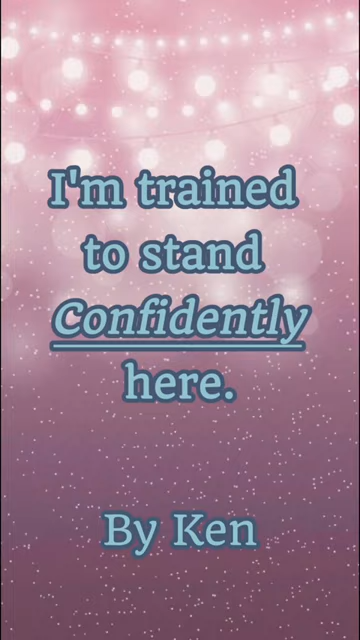 I'm trained
to stand
Confidently
here.
By Ken